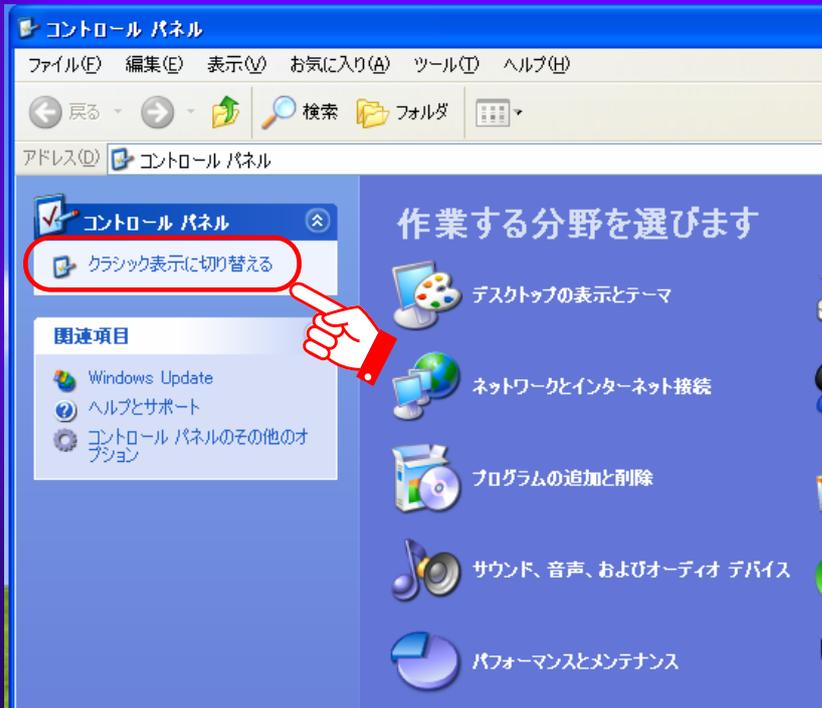 コントロール パネル
ファイル(F) 編集(E) 表示(V) お気に入り(A) ツール(T) ヘルプ(H)
戻る 検索 フォルダ
アドレス(D) コントロール パネル
コントロール パネル
クラシック表示に切り替える
関連項目
Windows Update
ヘルプとサポート
コントロール パネルのその他のオ
プション
作業する分野を選びます
デスクトップの表示とテーマ
ネットワークとインターネット接続
プログラムの追加と削除
サウンド、音声、およびオーディオ デバイス
パフォーマンスとメンテナンス